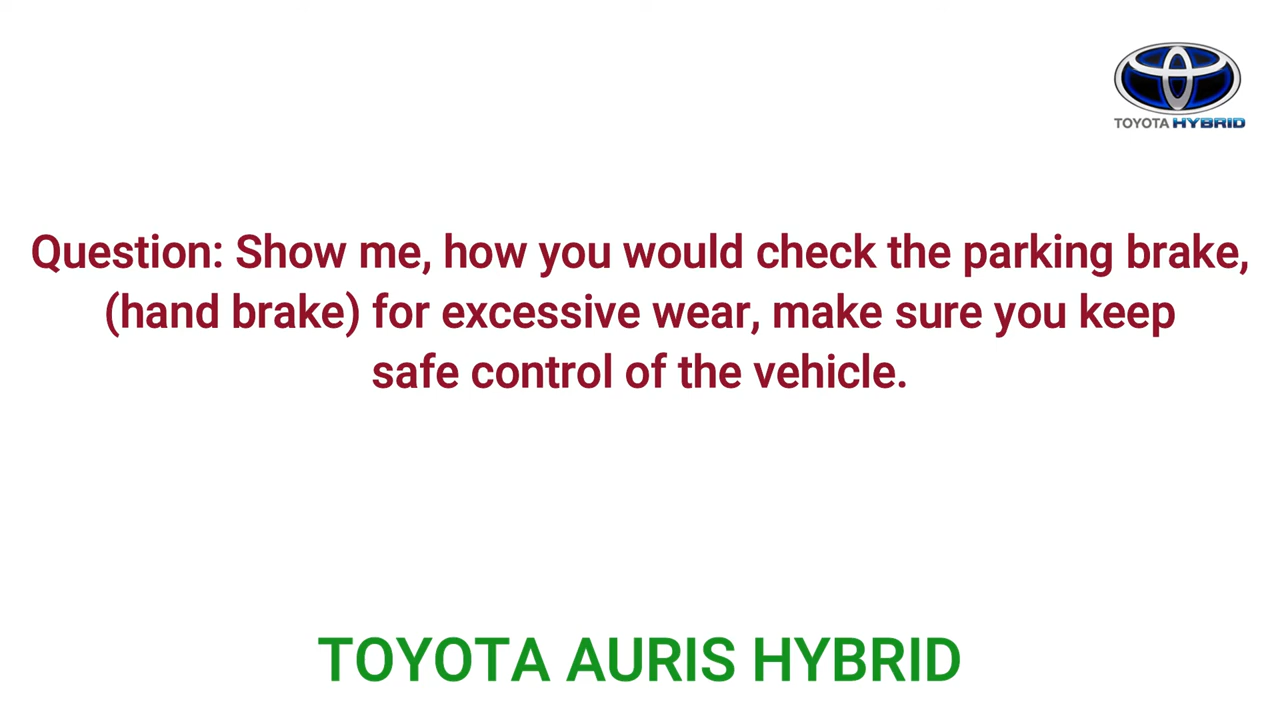 TOYOTA HYBRID
Question: Show me, how you would check the parking brake,
(hand brake) for excessive wear, make sure you keep
safe control of the vehicle.
TOYOTA AURIS HYBRID